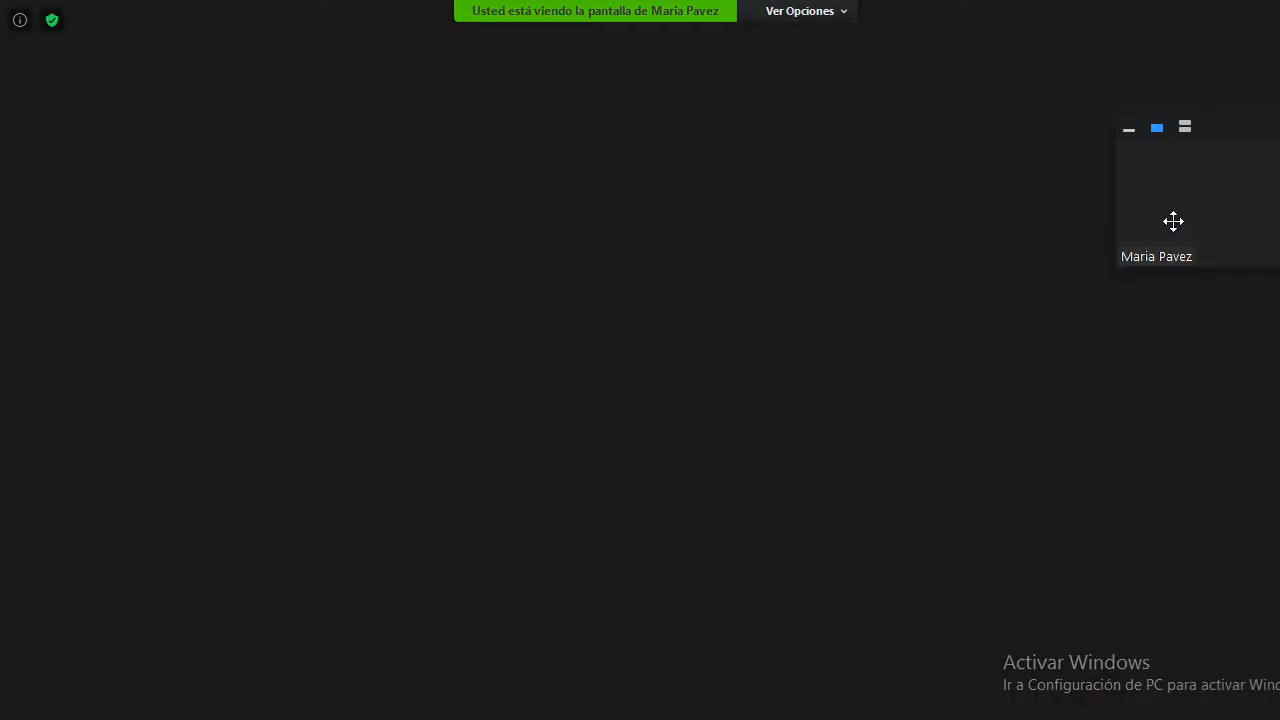 Usted está viendo la pantalla de Maria Pavez
Ver Opciones
Maria Pavez
Activar Windows
Ir a Configuración de PC para activar